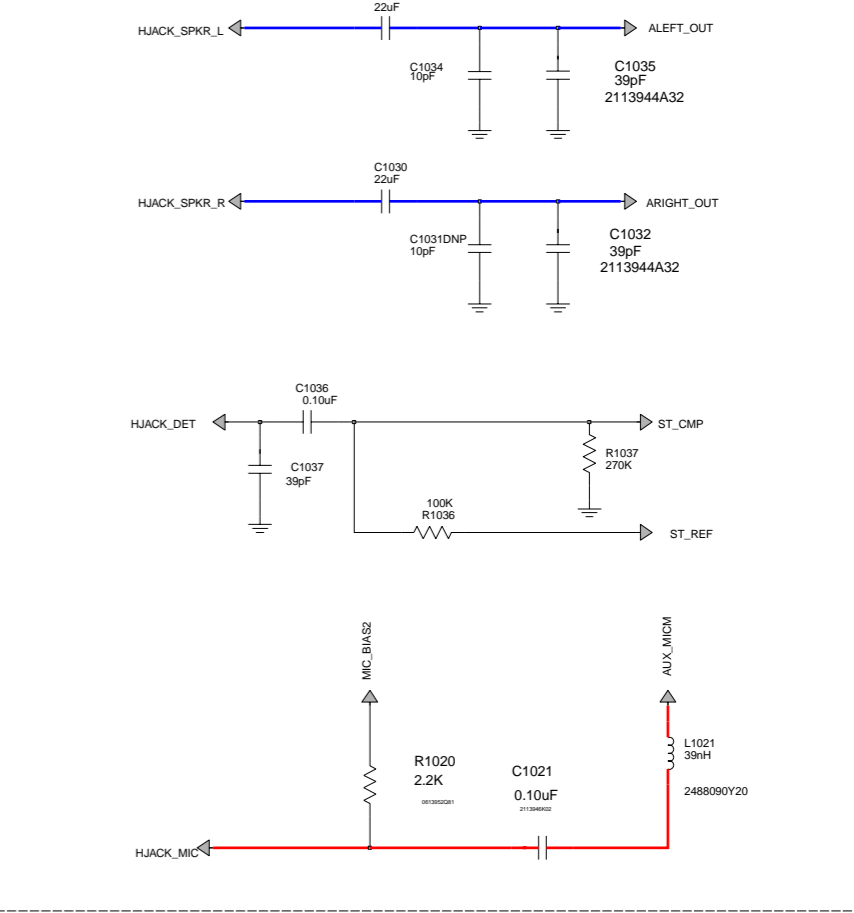 22uF
HJACK_SPKR_L
ALEFT_OUT
C1034
10pF
C1035
39pF
2113944A32
C1030
22uF
HJACK_SPKR_R
ARIGHT_OUT
C1031DNP
10pF
C1032
39pF
2113944A32
C1036
0.10uF
HJACK_DET
ST_CMP
C1037
39pF
R1037
270K
100K
R1036
ST_REF
MIC_BIAS2
AUX_MICM
L1021
39nH
2488090Y20
R1020
2.2K
0613952Q81
C1021
0.10uF
2113946K02
HJACK_MIC